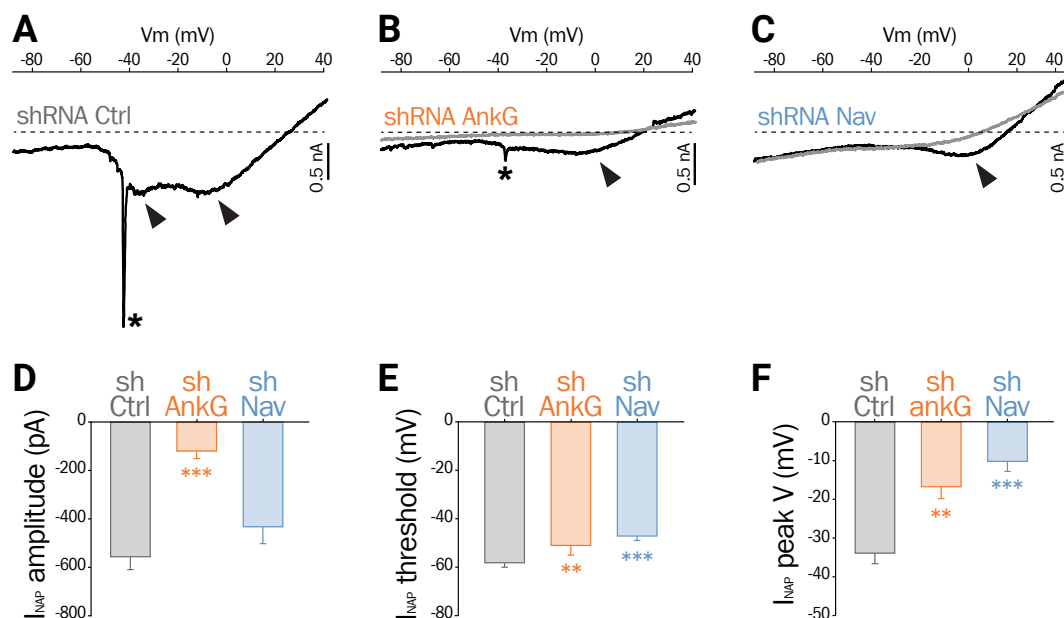 A
Vm (mV)
-80 -60 -40 -20 0 20 40
shRNA Ctrl
0.5 nA
*
B
Vm (mV)
-80 -60 -40 -20 0 20 40
shRNA AnkG
0.5 nA
*
C
Vm (mV)
-80 -60 -40 -20 0 20 40
shRNA Nav
0.5 nA
D
sh sh sh
Ctrl AnkG Nav
0
-200
-400
-600
-800
INAP amplitude (pA)
***
E
sh sh sh
Ctrl AnkG Nav
0
-20
-40
-60
-80
INAP threshold (mV)
**
***
F
sh sh sh
Ctrl ankG Nav
0
-10
-20
-30
-40
-50
INAP peak V (mV)
**
***